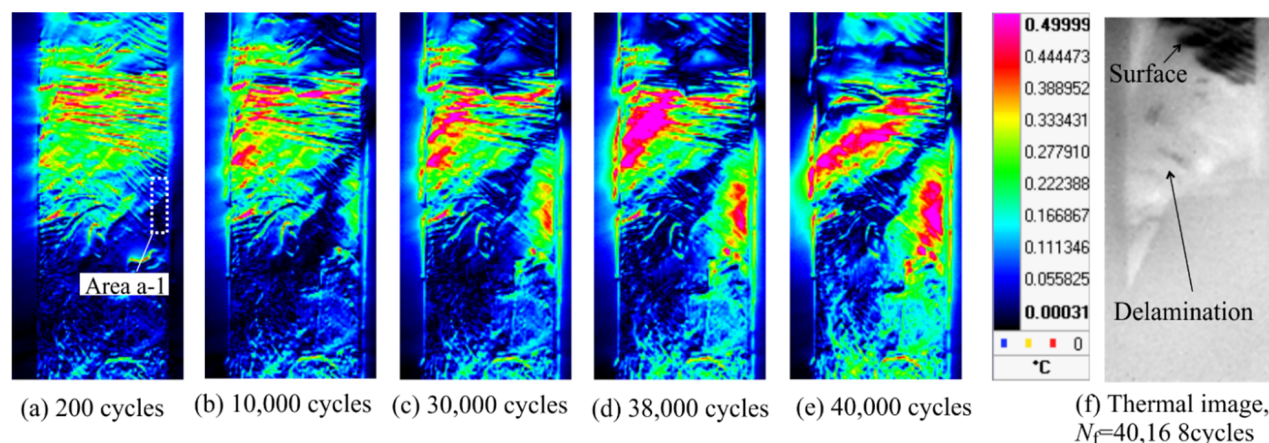 Area a-1
0.49999
0.444473
0.388952
0.333431
0.277910
0.222388
0.166867
0.111346
0.055825
0.00031
0
°C
Surface
Delamination
(a) 200 cycles
(b) 10,000 cycles
(c) 30,000 cycles
(d) 38,000 cycles
(e) 40,000 cycles
(f) Thermal image,
Nf=40,16 8cycles